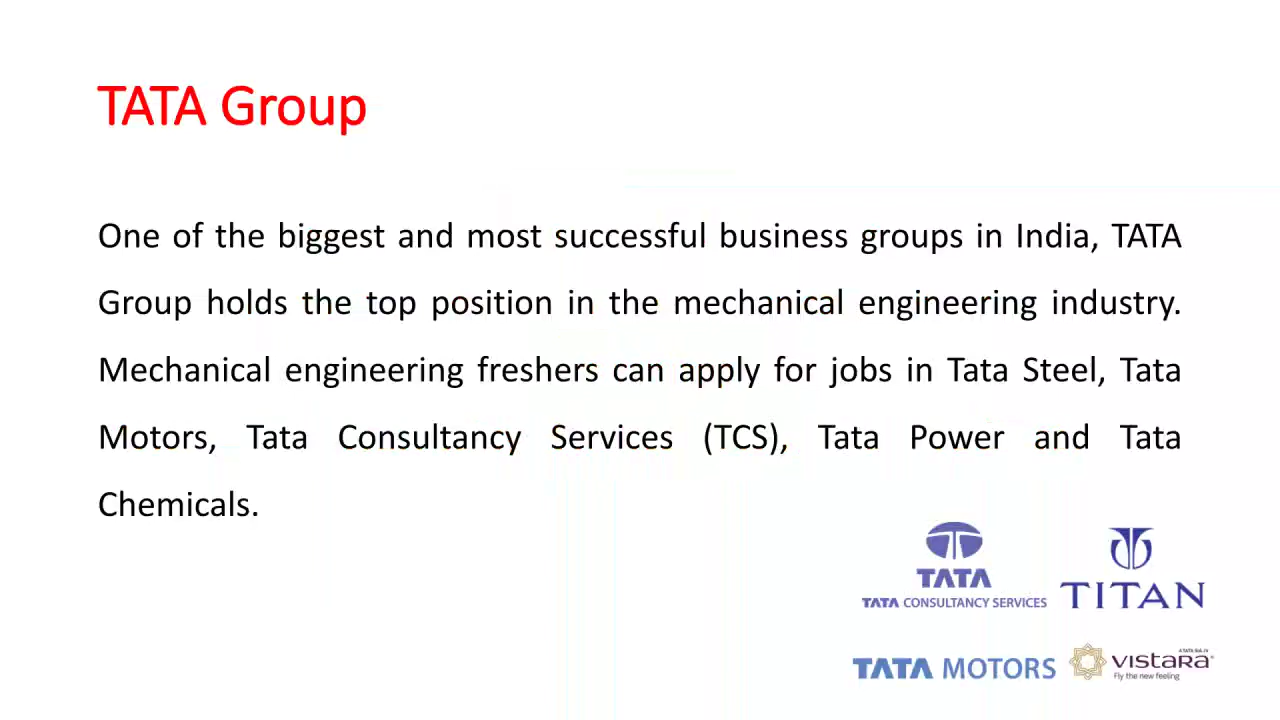 TATA Group
One of the biggest and most successful business groups in India, TATA
Group holds the top position in the mechanical engineering industry.
Mechanical engineering freshers can apply for jobs in Tata Steel, Tata
Motors, Tata Consultancy Services (TCS), Tata Power and Tata
Chemicals.
TATA
TATA CONSULTANCY SERVICES
TITAN
TATA MOTORS
A TATA SIA JV
vistara
Fly the new feeling